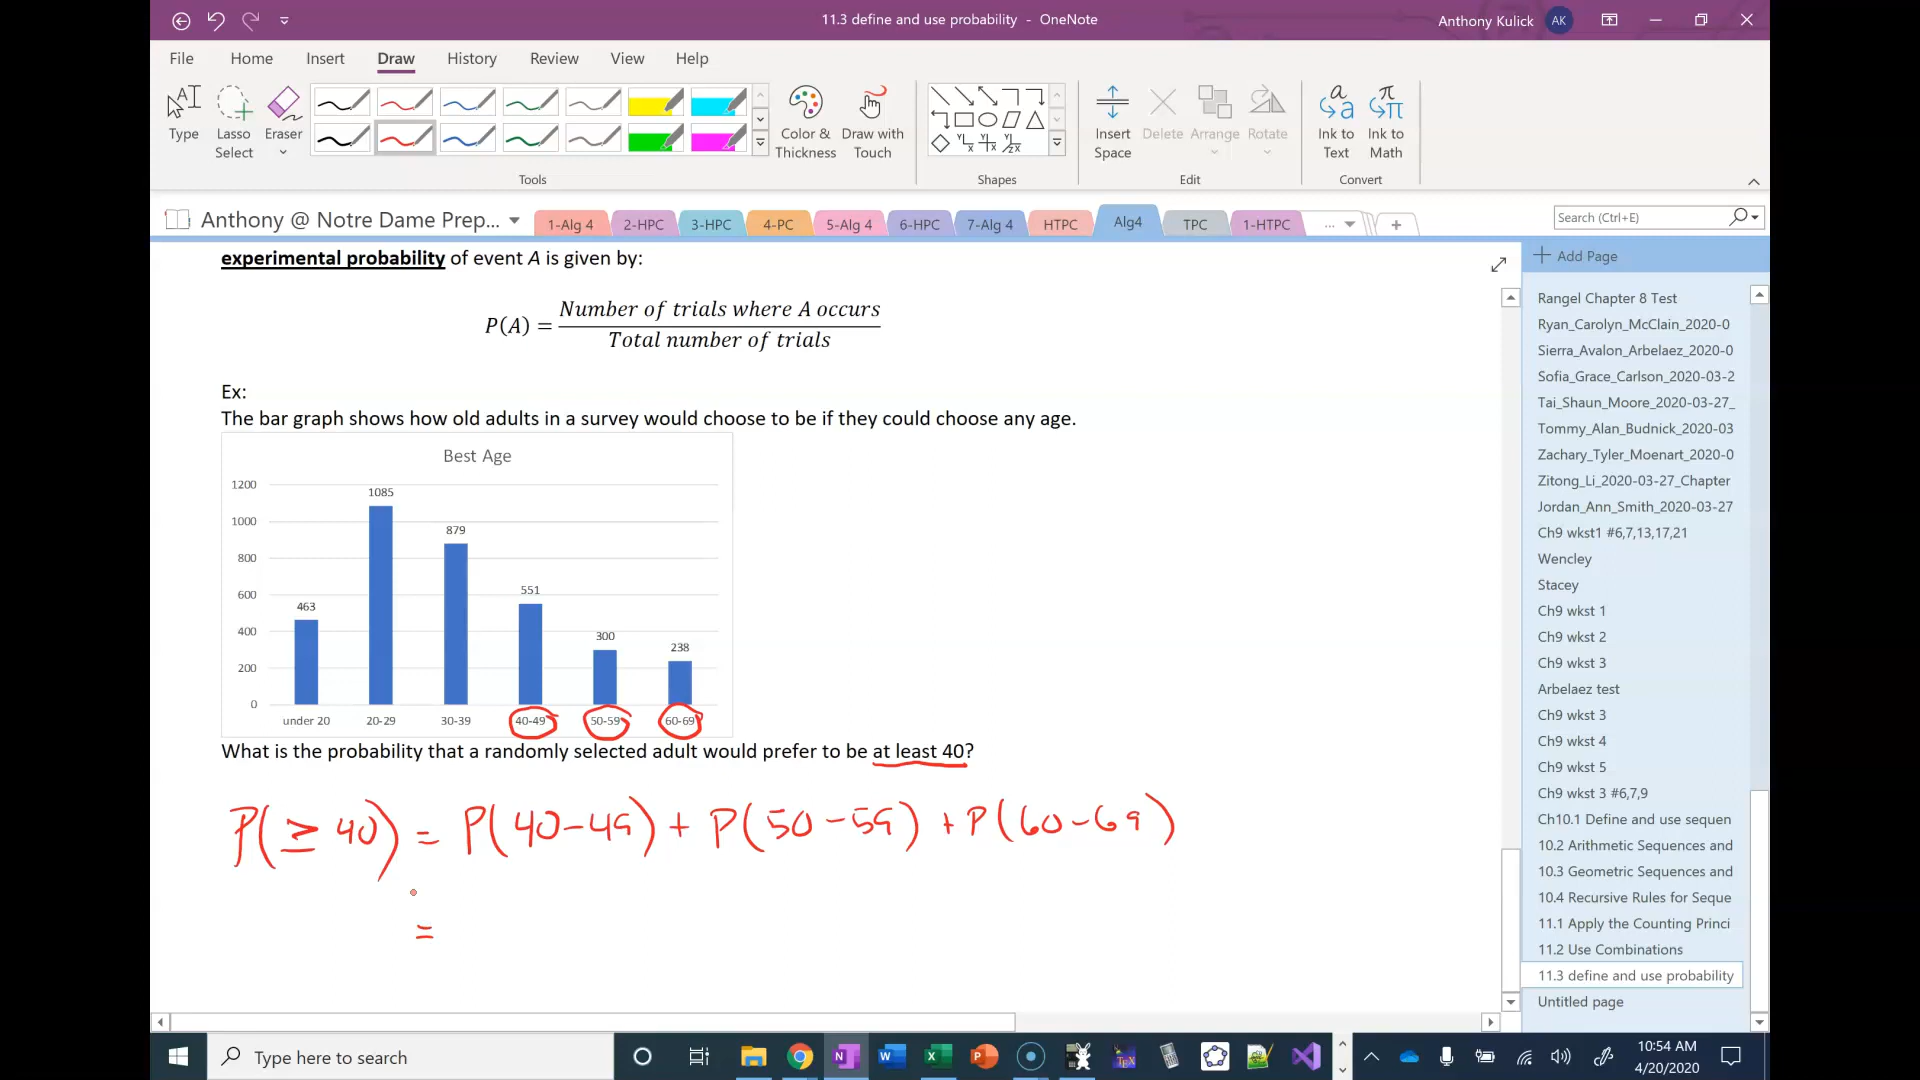 11.3 define and use probability - OneNote
Anthony Kulick AK
File Home Insert Draw History Review View Help
Type
Lasso Select
Eraser
Color & Thickness
Draw with Touch
Insert Space
Delete Arrange Rotate
Ink to Text
Ink to Math
Tools Shapes Edit Convert
Anthony @ Notre Dame Prep... 1-Alg 4 2-HPC 3-HPC 4-PC 5-Alg 4 6-HPC 7-Alg 4 HTPC Alg4 TPC 1-HTPC ... +
Search (Ctrl+E)
experimental probability of event A is given by:
P(A) = Number of trials where A occurs
Total number of trials
Ex:
The bar graph shows how old adults in a survey would choose to be if they could choose any age.
Best Age
1200
1000
800
600
400
200
0
463 1085 879 551 300 238
under 20 20-29 30-39 40-49 50-59 60-69
What is the probability that a randomly selected adult would prefer to be at least 40?
P(≥ 40) = P(40-49) + P(50-59) + P(60-69)
=
Add Page
Rangel Chapter 8 Test
Ryan_Carolyn_McClain_2020-0
Sierra_Avalon_Arbelaez_2020-0
Sofia_Grace_Carlson_2020-03-2
Tai_Shaun_Moore_2020-03-27_
Tommy_Alan_Budnick_2020-03
Zachary_Tyler_Moenart_2020-0
Zitong_Li_2020-03-27_Chapter
Jordan_Ann_Smith_2020-03-27
Ch9 wkst1 #6,7,13,17,21
Wencley
Stacey
Ch9 wkst 1
Ch9 wkst 2
Ch9 wkst 3
Arbelaez test
Ch9 wkst 3
Ch9 wkst 4
Ch9 wkst 5
Ch9 wkst 3 #6,7,9
Ch10.1 Define and use sequen
10.2 Arithmetic Sequences and
10.3 Geometric Sequences and
10.4 Recursive Rules for Seque
11.1 Apply the Counting Princi
11.2 Use Combinations
11.3 define and use probability
Untitled page
Type here to search
10:54 AM
4/20/2020